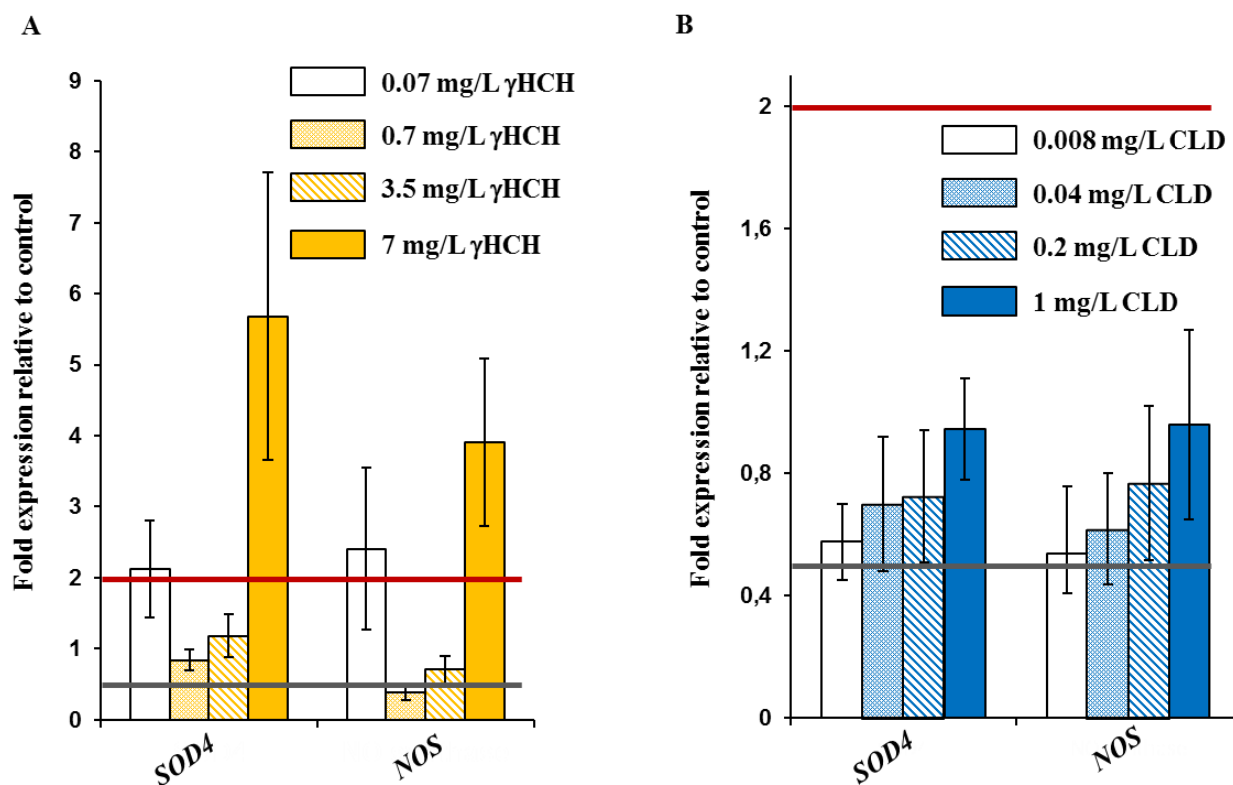 A
Fold expression relative to control
9
8
7
6
5
4
3
2
1
0
0.07 mg/L γHCH
0.7 mg/L γHCH
3.5 mg/L γHCH
7 mg/L γHCH
SOD4
NOS
B
Fold expression relative to control
2
1,6
1,2
0,8
0,4
0
0.008 mg/L CLD
0.04 mg/L CLD
0.2 mg/L CLD
1 mg/L CLD
SOD4
NOS